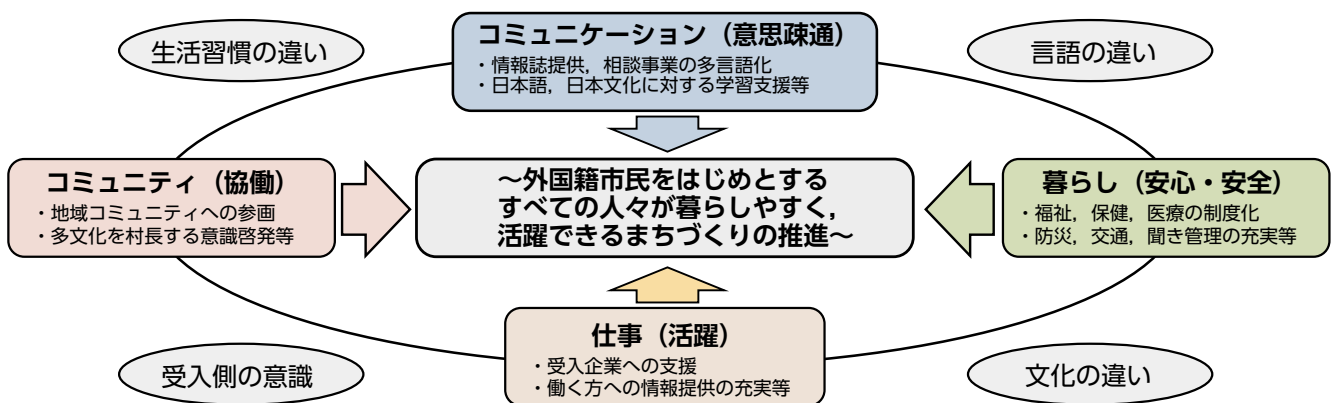 生活習慣の違い
コミュニケーション（意思疎通）
・情報誌提供，相談事業の多言語化
・日本語，日本文化に対する学習支援等
言語の違い
コミュニティ（協働）
・地域コミュニティへの参画
・多文化を村長する意識啓発等
～外国籍市民をはじめとする
すべての人々が暮らしやすく，
活躍できるまちづくりの推進～
暮らし（安心・安全）
・福祉，保健，医療の制度化
・防災，交通，聞き管理の充実等
受入側の意識
仕事（活躍）
・受入企業への支援
・働く方への情報提供の充実等
文化の違い